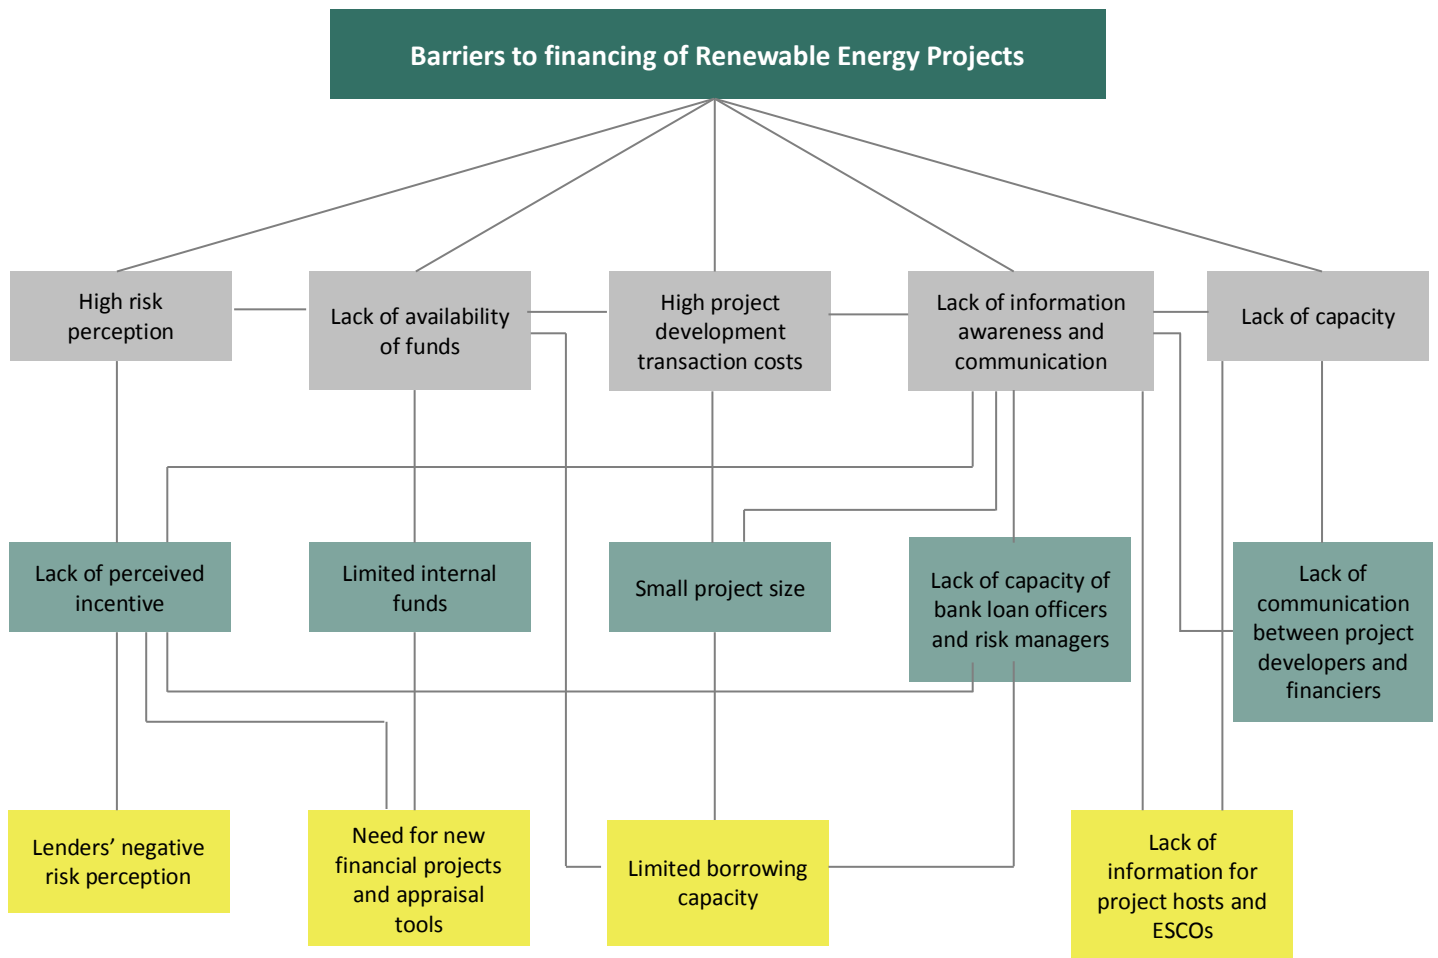 Barriers to financing of Renewable Energy Projects
High risk
perception
Lack of availability
of funds
High project
development
transaction costs
Lack of information
awareness and
communication
Lack of capacity
Lack of perceived
incentive
Limited internal
funds
Small project size
Lack of capacity of
bank loan officers
and risk managers
Lack of
communication
between project
developers and
financiers
Lenders’ negative
risk perception
Need for new
financial projects
and appraisal
tools
Limited borrowing
capacity
Lack of
information for
project hosts and
ESCOs